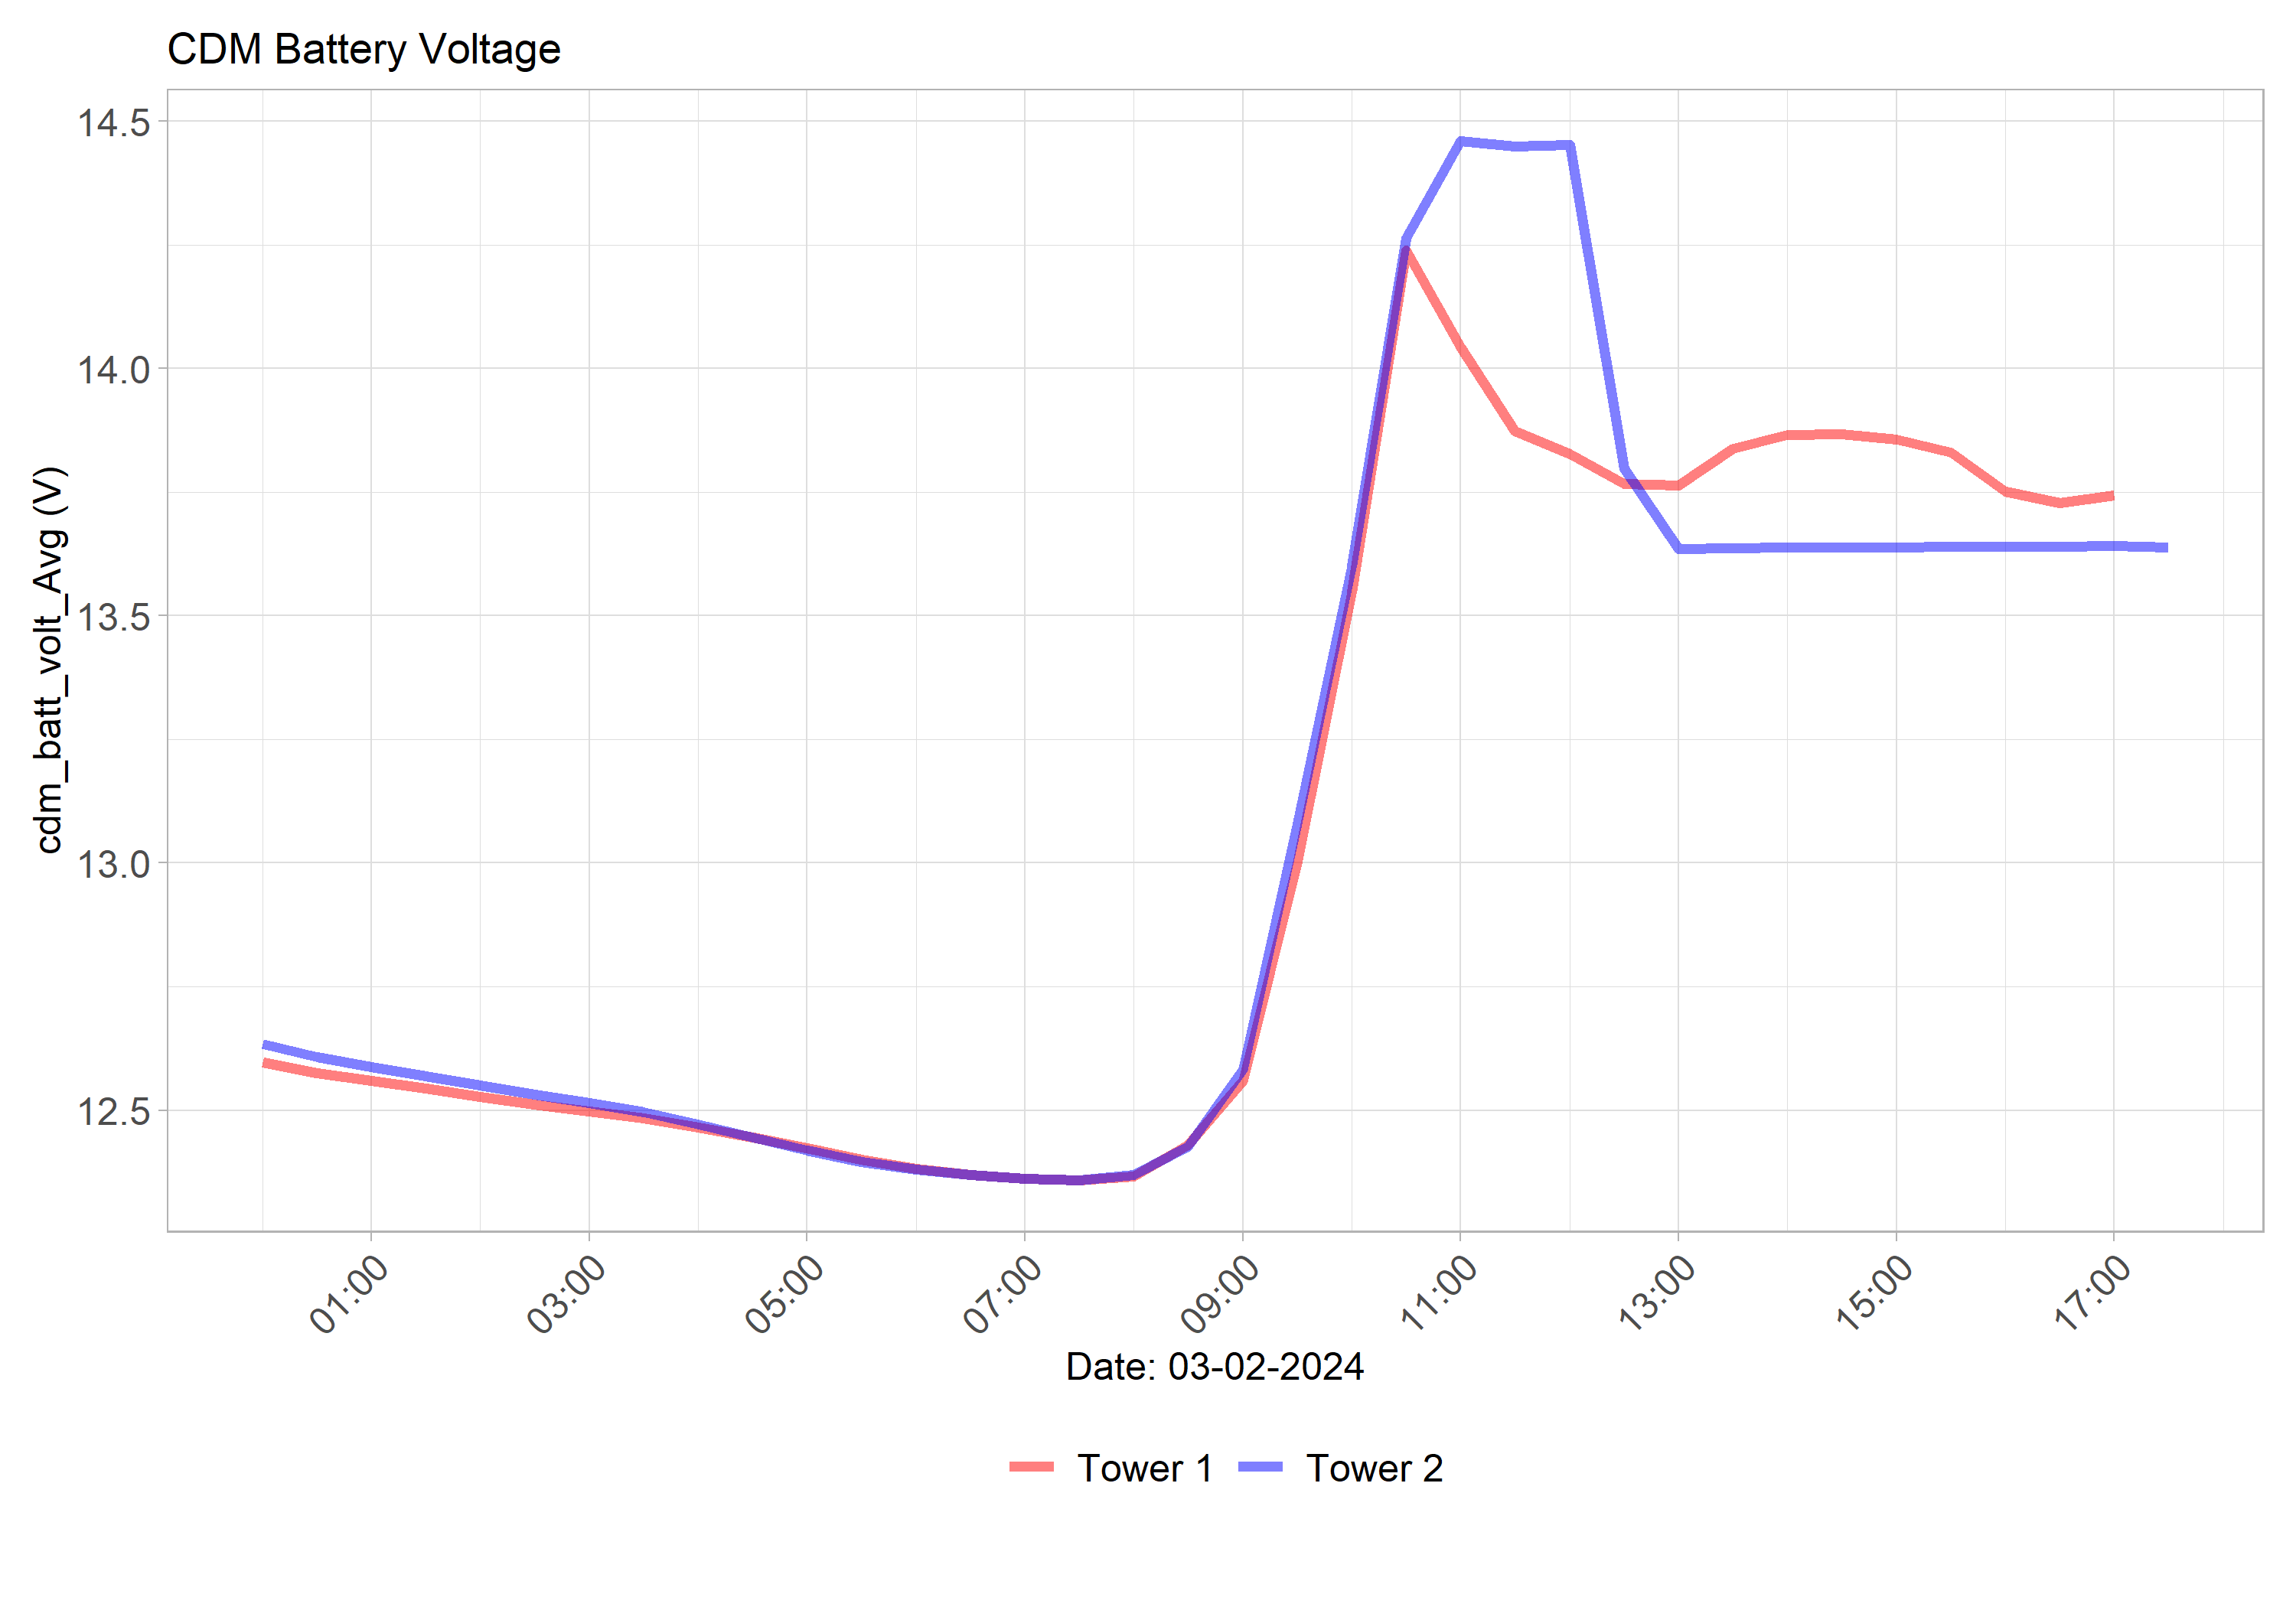 CDM Battery Voltage
14.5
14.0
13.5
13.0
12.5
cdm_batt_volt_Avg (V)
01:00 03:00 05:00 07:00 09:00 11:00 13:00 15:00 17:00
Date: 03-02-2024
Tower 1 Tower 2